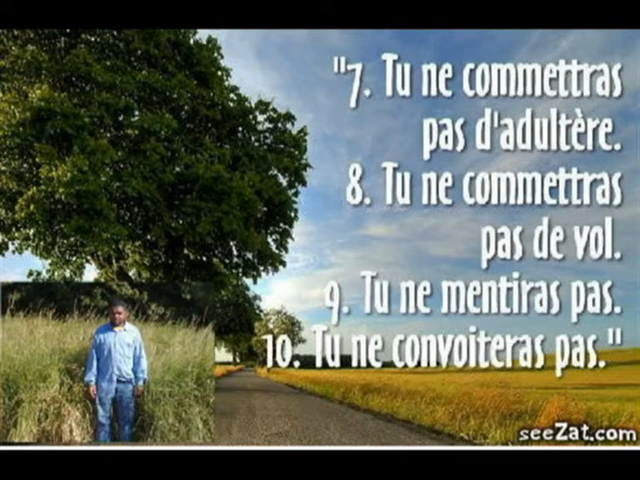 "7. Tu ne commettras
pas d'adultère.
8. Tu ne commettras
pas de vol.
9. Tu ne mentiras pas.
10. Tu ne convoiteras pas."
seeZat.com